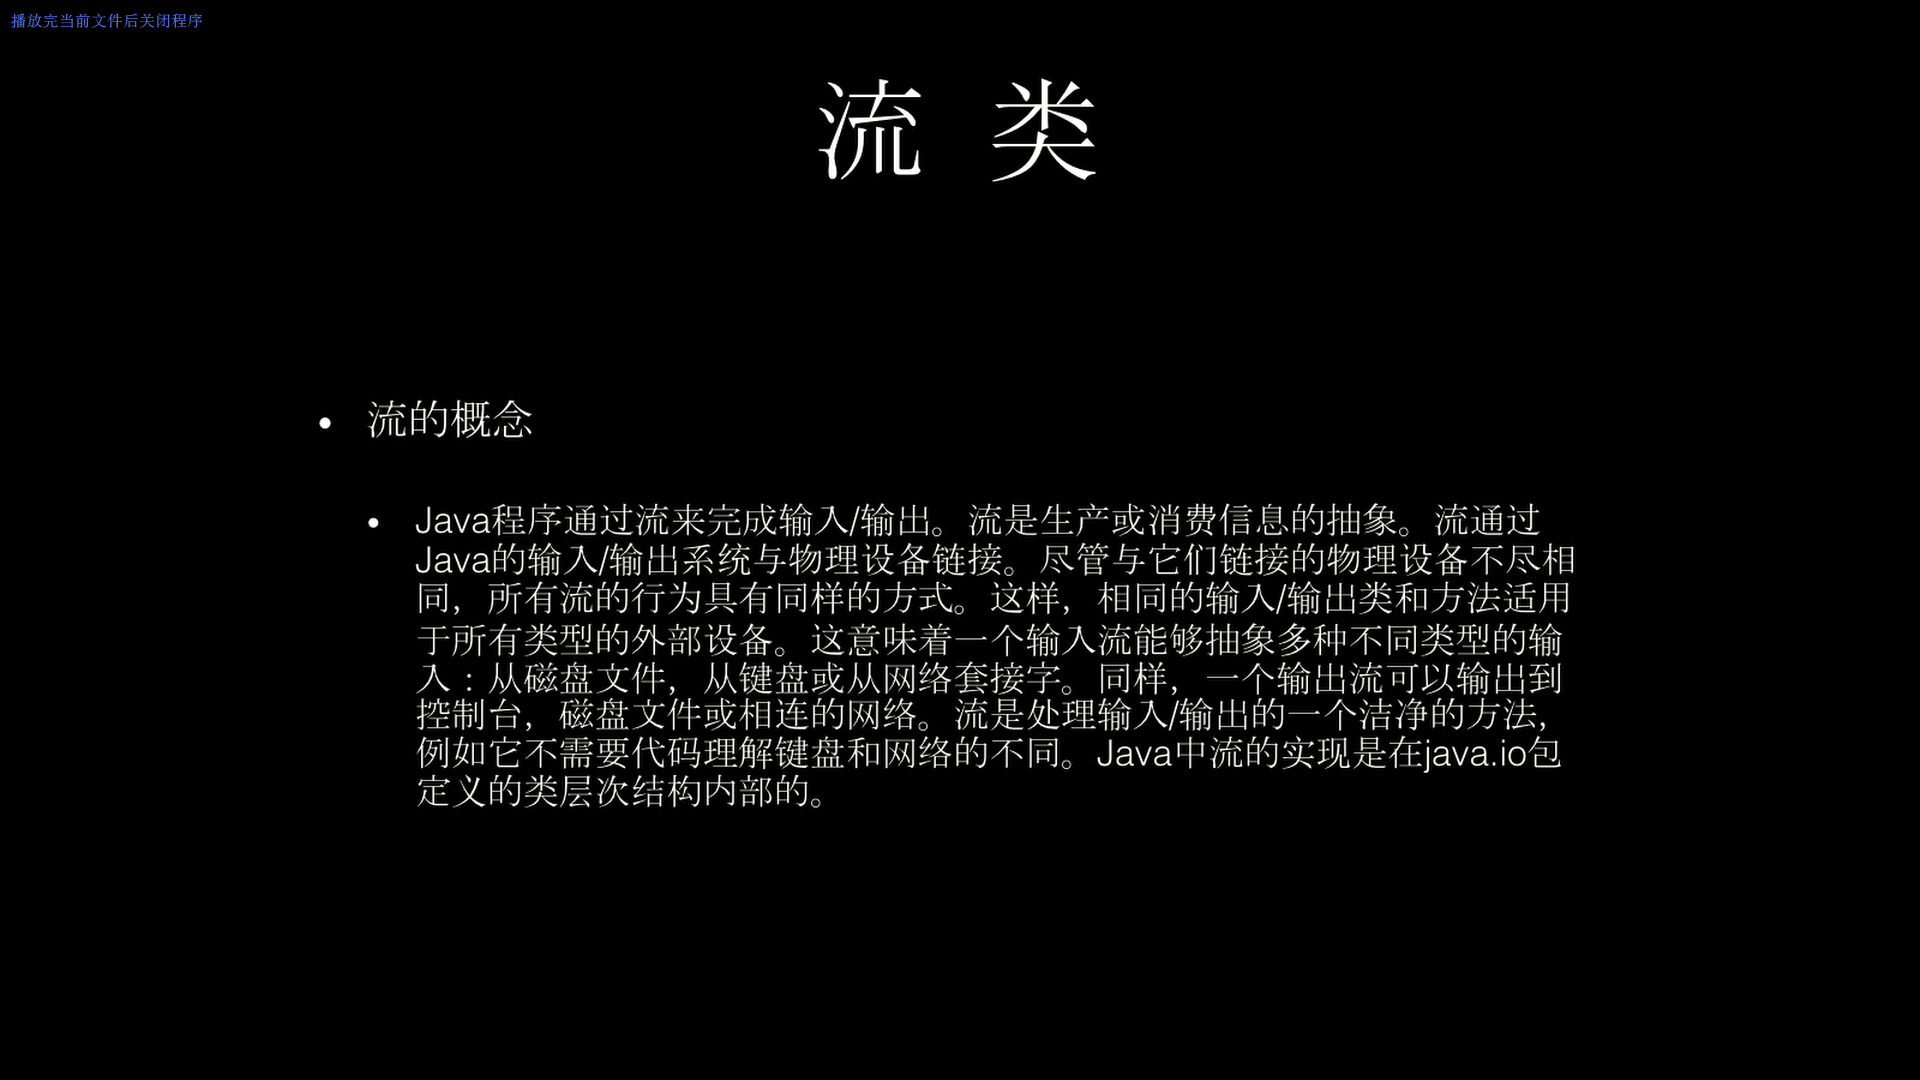 播放完当前文件后关闭程序
流 类
• 流的概念
• Java程序通过流来完成输入/输出。流是生产或消费信息的抽象。流通过
Java的输入/输出系统与物理设备链接。尽管与它们链接的物理设备不尽相
同，所有流的行为具有同样的方式。这样，相同的输入/输出类和方法适用
于所有类型的外部设备。这意味着一个输入流能够抽象多种不同类型的输
入：从磁盘文件，从键盘或从网络套接字。同样，一个输出流可以输出到
控制台，磁盘文件或相连的网络。流是处理输入/输出的一个洁净的方法，
例如它不需要代码理解键盘和网络的不同。Java中流的实现是在java.io包
定义的类层次结构内部的。